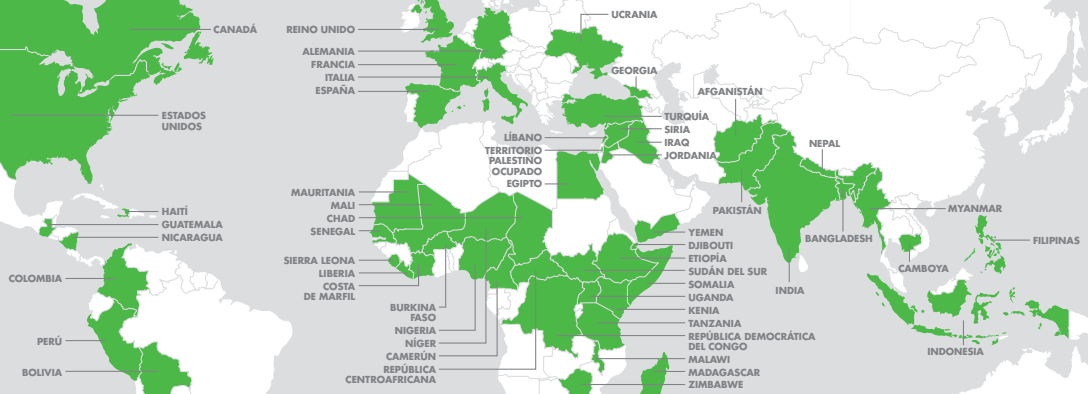 CANADÁ
ESTADOS
UNIDOS
HAITÍ
GUATEMALA
NICARAGUA
COLOMBIA
PERÚ
BOLIVIA
REINO UNIDO
ALEMANIA
FRANCIA
ITALIA
ESPAÑA
UCRANIA
GEORGIA
TURQUÍA
SIRIA
IRAQ
JORDANIA
LÍBANO
TERRITORIO
PALESTINO
OCUPADO
EGIPTO
MAURITANIA
MALI
CHAD
SENEGAL
SIERRA LEONA
LIBERIA
COSTA
DE MARFIL
BURKINA
FASO
NIGERIA
NÍGER
CAMERÚN
REPÚBLICA
CENTROAFRICANA
YEMEN
DJIBOUTI
ETIOPÍA
SUDÁN DEL SUR
SOMALIA
UGANDA
KENIA
TANZANIA
REPÚBLICA DEMOCRÁTICA
DEL CONGO
MALAWI
MADAGASCAR
ZIMBABWE
AFGANISTÁN
NEPAL
PAKISTÁN
BANGLADESH
INDIA
MYANMAR
FILIPINAS
CAMBOYA
INDONESIA